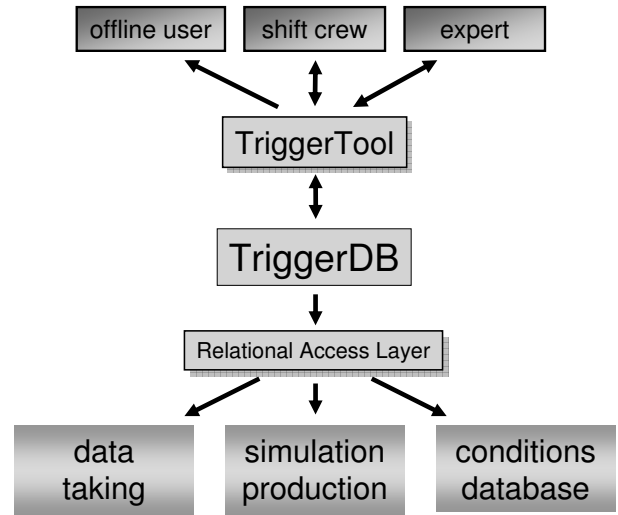 offline user
shift crew
expert
TriggerTool
TriggerDB
Relational Access Layer
data
taking
simulation
production
conditions
database